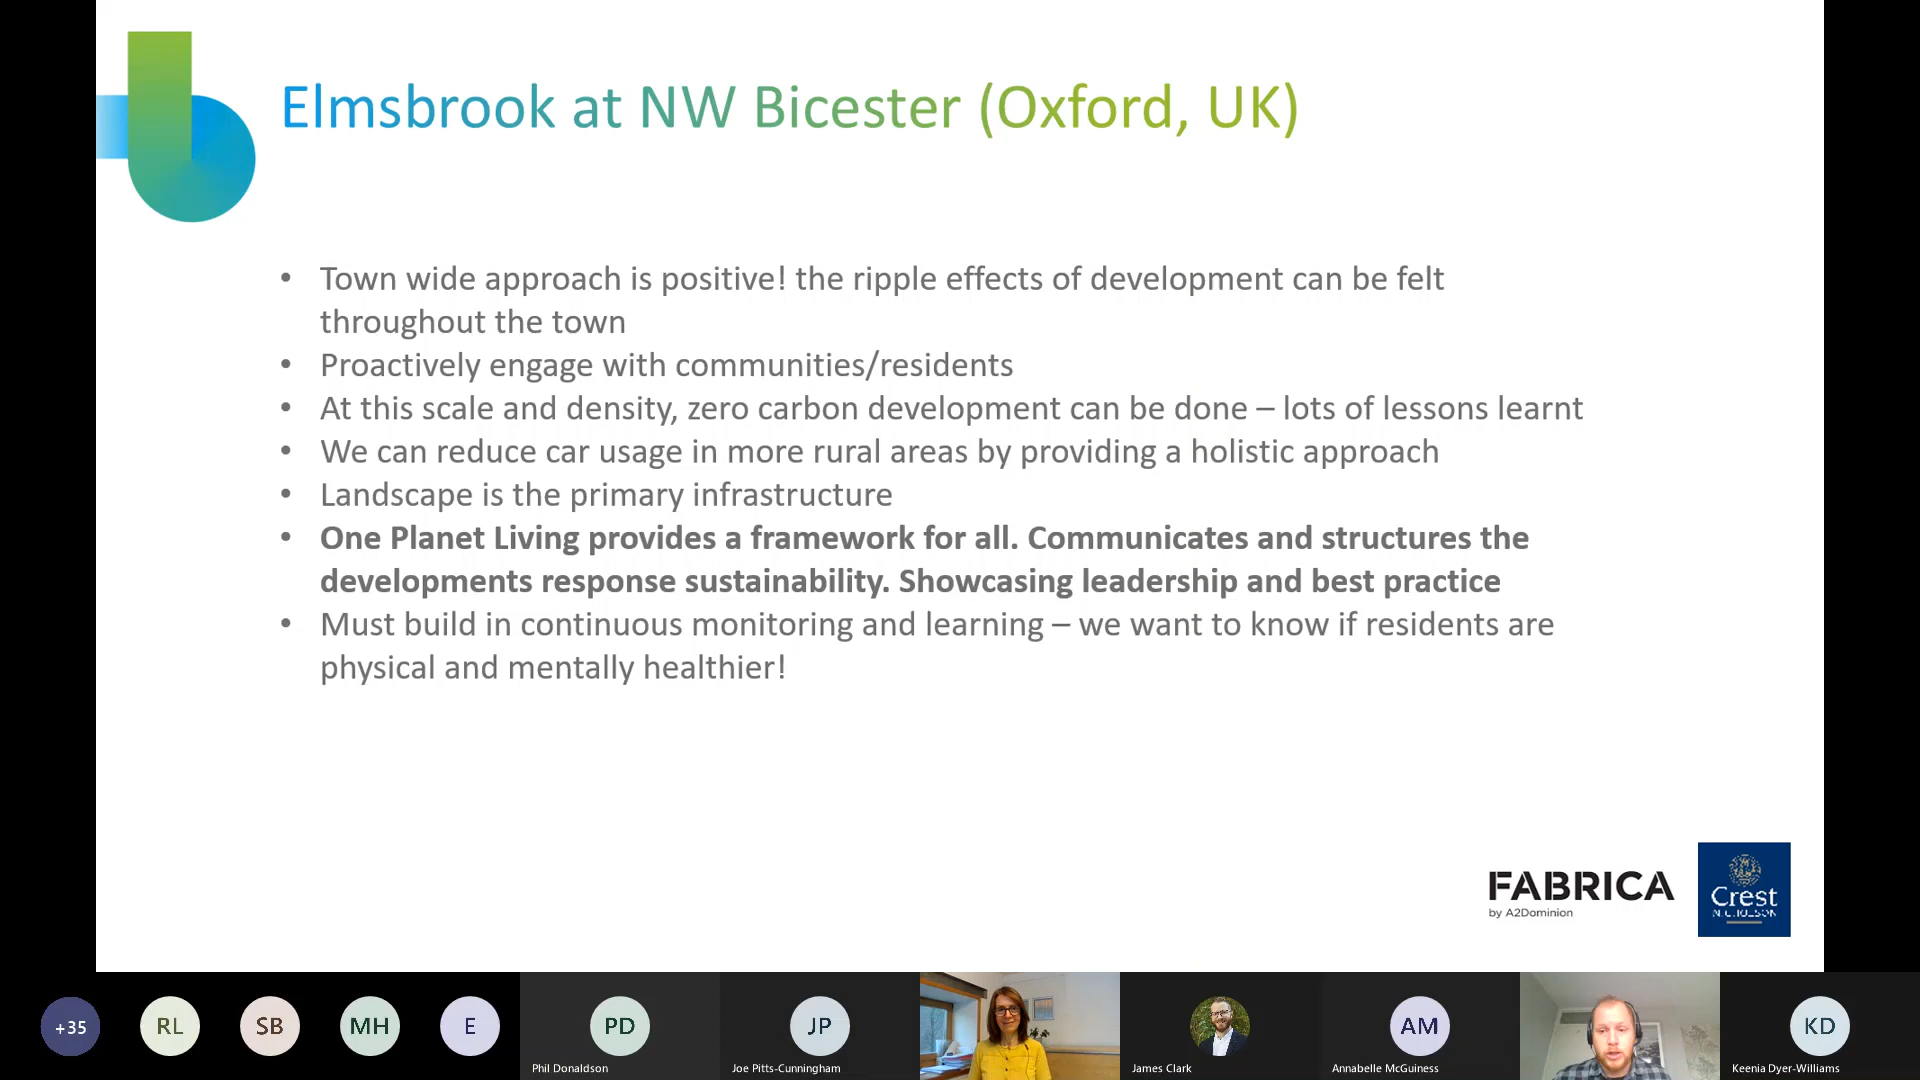 Elmsbrook at NW Bicester (Oxford, UK)
• Town wide approach is positive! the ripple effects of development can be felt
throughout the town
• Proactively engage with communities/residents
• At this scale and density, zero carbon development can be done – lots of lessons learnt
• We can reduce car usage in more rural areas by providing a holistic approach
• Landscape is the primary infrastructure
• One Planet Living provides a framework for all. Communicates and structures the
developments response sustainability. Showcasing leadership and best practice
• Must build in continuous monitoring and learning – we want to know if residents are
physical and mentally healthier!
FABRICA
by A2Dominion
Crest
NICHOLSON
+35
RL
SB
MH
E
PD
JP
AM
KD
Phil Donaldson
Joe Pitts-Cunningham
James Clark
Annabelle McGuiness
Keenia Dyer-Williams